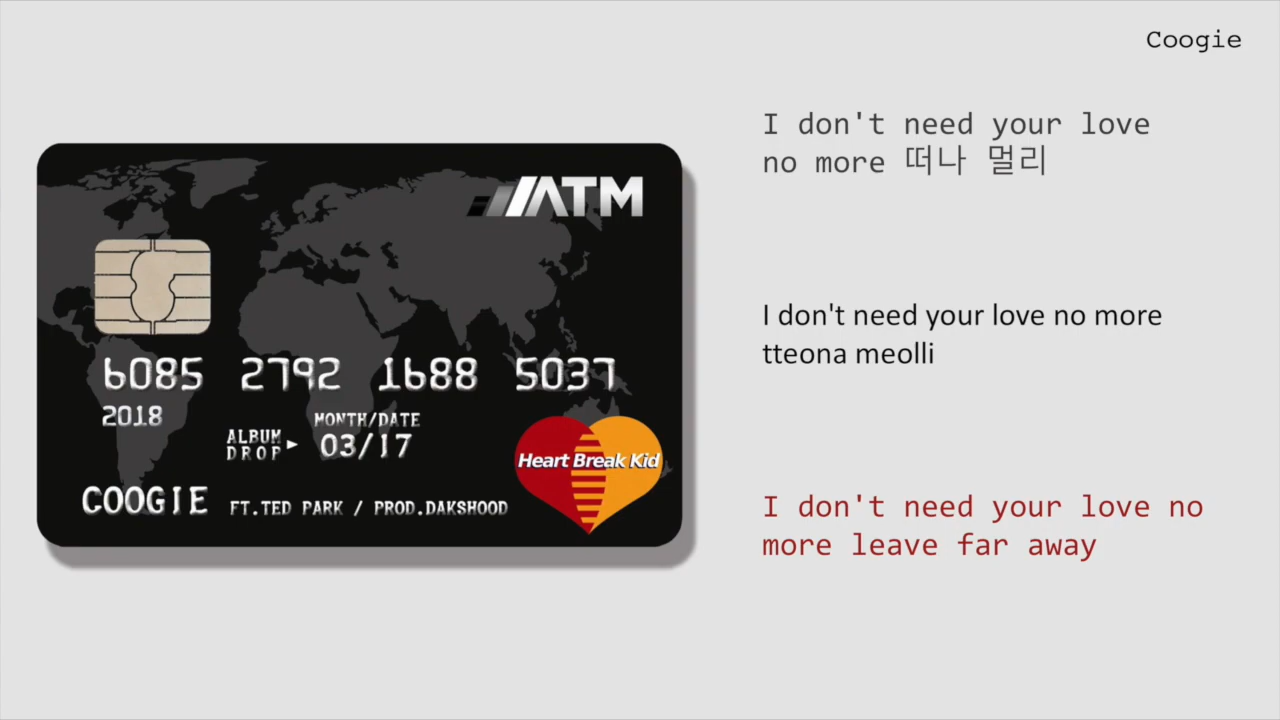 Coogie
I don't need your love
no more 떠나 멀리
I don't need your love no more
tteona meolli
I don't need your love no
more leave far away
ATM
6085 2792 1688 5037
2018
MONTH/DATE
ALBUM
DROP
03/17
Heart Break Kid
COOGIE FT.TED PARK / PROD.DAKSHOOD